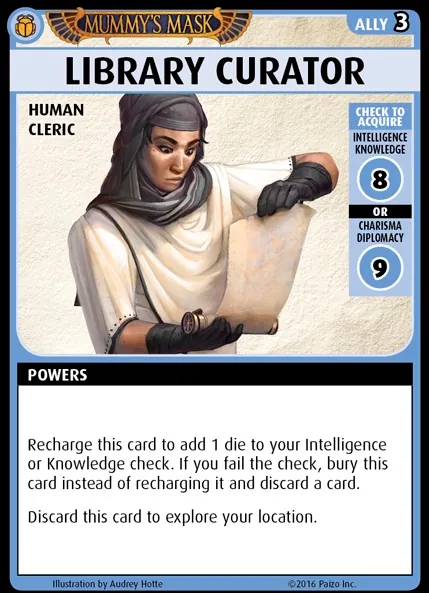 MUMMY'S MASK
ALLY 3
LIBRARY CURATOR
HUMAN
CLERIC
CHECK TO
ACQUIRE
INTELLIGENCE
KNOWLEDGE
8
OR
CHARISMA
DIPLOMACY
9
POWERS
Recharge this card to add 1 die to your Intelligence
or Knowledge check. If you fail the check, bury this
card instead of recharging it and discard a card.
Discard this card to explore your location.
Illustration by Audrey Hotte
©2016 Paizo Inc.